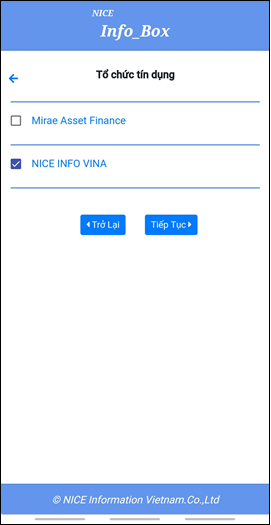 NICE
Info_Box
Tổ chức tín dụng
Mirae Asset Finance
NICE INFO VINA
Trở Lại
Tiếp Tục
© NICE Information Vietnam.Co.,Ltd